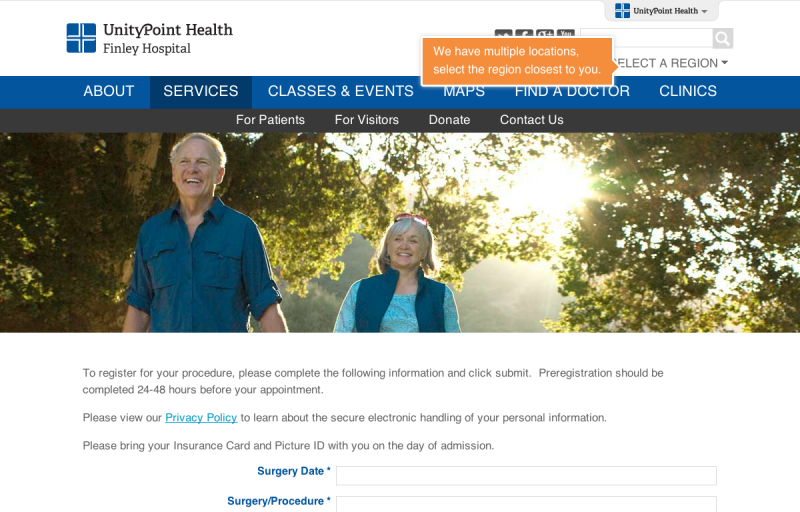 UnityPoint Health
UnityPoint Health
Finley Hospital
We have multiple locations,
select the region closest to you.
ELECT A REGION
ABOUT SERVICES CLASSES & EVENTS MAPS FIND A DOCTOR CLINICS
For Patients For Visitors Donate Contact Us
To register for your procedure, please complete the following information and click submit. Preregistration should be
completed 24-48 hours before your appointment.
Please view our Privacy Policy to learn about the secure electronic handling of your personal information.
Please bring your Insurance Card and Picture ID with you on the day of admission.
Surgery Date *
Surgery/Procedure *